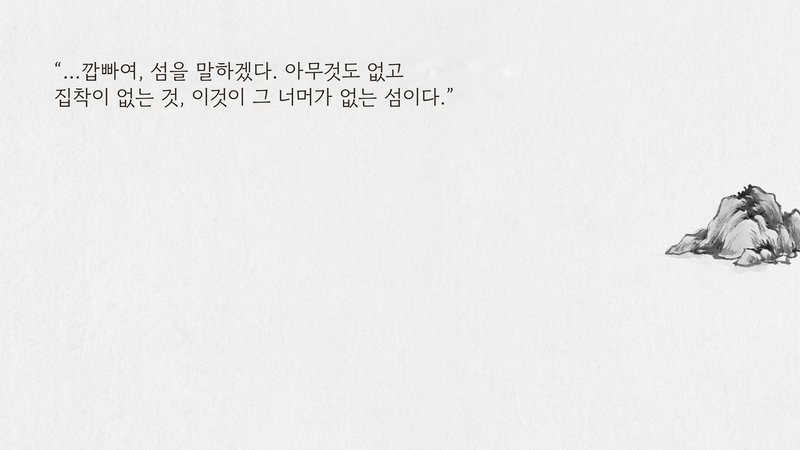 “...깝빠여, 섬을 말하겠다. 아무것도 없고
집착이 없는 것, 이것이 그 너머가 없는 섬이다.”